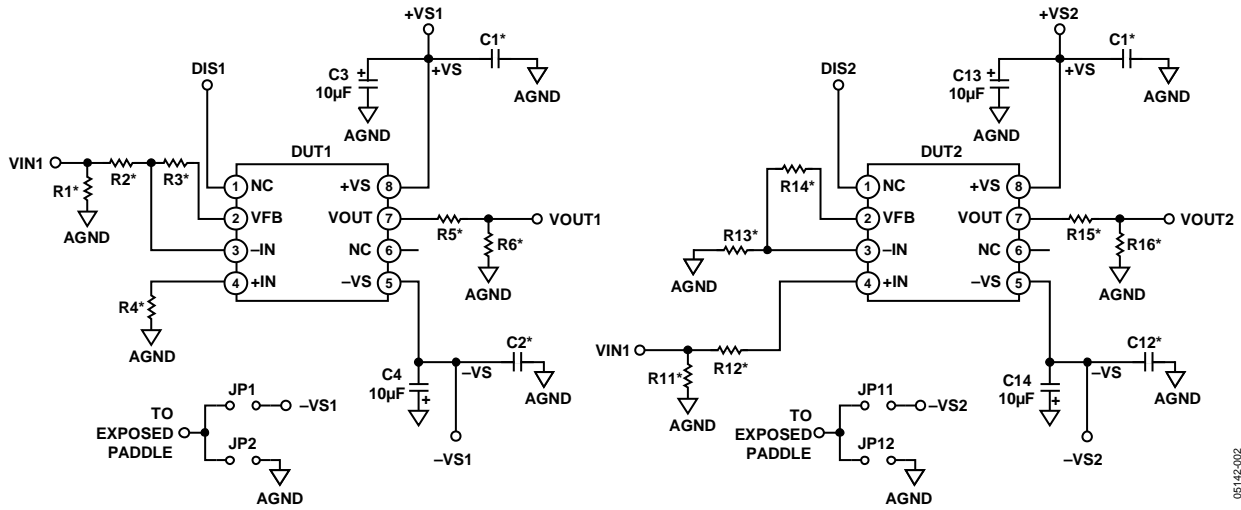 +VS1
C1*
+VS
C3
+
10µF
AGND
AGND
DIS1
DUT1
VIN1
R2*
R3*
R1*
AGND
1 NC
2 VFB
3 –IN
4 +IN
+VS 8
VOUT 7
NC 6
–VS 5
R5*
VOUT1
R6*
AGND
R4*
AGND
C2*
–VS
AGND
C4
10µF
+
–VS1
JP1
–VS1
TO
EXPOSED
PADDLE
JP2
AGND
+VS2
C1*
+VS
C13
+
10µF
AGND
AGND
DIS2
DUT2
R14*
R13*
AGND
1 NC
2 VFB
3 –IN
4 +IN
+VS 8
VOUT 7
NC 6
–VS 5
R15*
VOUT2
R16*
AGND
VIN1
R12*
R11*
AGND
C12*
–VS
AGND
C14
10µF
+
–VS2
JP11
–VS2
TO
EXPOSED
PADDLE
JP12
AGND
05142-002